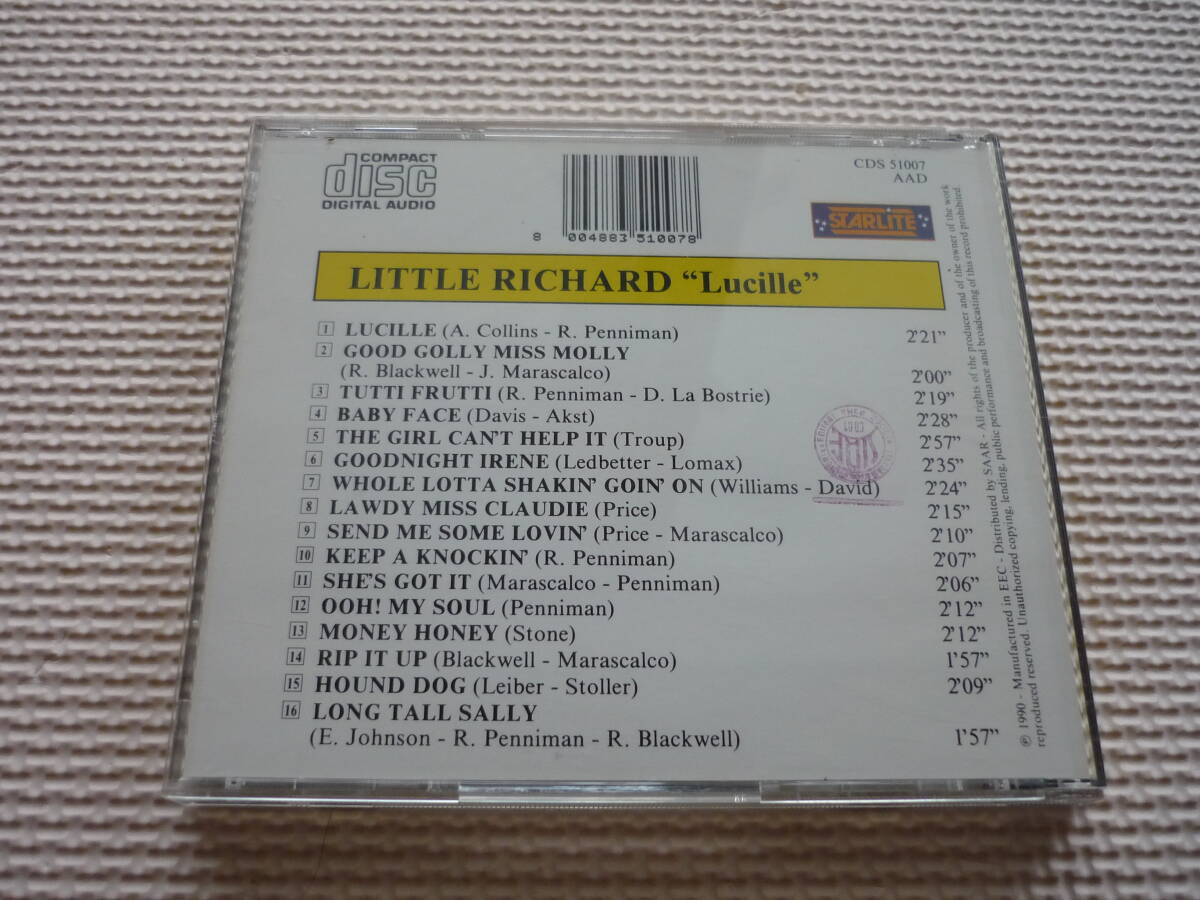 COMPACT
disc
DIGITAL AUDIO
8 004883 510078
CDS 51007
AAD
STARLITE
LITTLE RICHARD “Lucille”
1 LUCILLE (A. Collins - R. Penniman) 2'21”
2 GOOD GOLLY MISS MOLLY
(R. Blackwell - J. Marascalco) 2'00”
3 TUTTI FRUTTI (R. Penniman - D. La Bostrie) 2'19”
4 BABY FACE (Davis - Akst) 2'28”
5 THE GIRL CAN'T HELP IT (Troup) 2'57”
6 GOODNIGHT IRENE (Ledbetter - Lomax) 2'35”
7 WHOLE LOTTA SHAKIN' GOIN' ON (Williams - David) 2'24”
8 LAWDY MISS CLAUDIE (Price) 2'15”
9 SEND ME SOME LOVIN' (Price - Marascalco) 2'10”
10 KEEP A KNOCKIN' (R. Penniman) 2'07”
11 SHE'S GOT IT (Marascalco - Penniman) 2'06”
12 OOH! MY SOUL (Penniman) 2'12”
13 MONEY HONEY (Stone) 2'12”
14 RIP IT UP (Blackwell - Marascalco) 1'57”
15 HOUND DOG (Leiber - Stoller) 2'09”
16 LONG TALL SALLY
(E. Johnson - R. Penniman - R. Blackwell) 1'57”
℗ 1990 - Manufactured in EEC - Distributed by SAAR - All rights of the producer and of the owner of the work
reproduced reserved. Unauthorized copying, lending, public performance and broadcasting of this record prohibited.